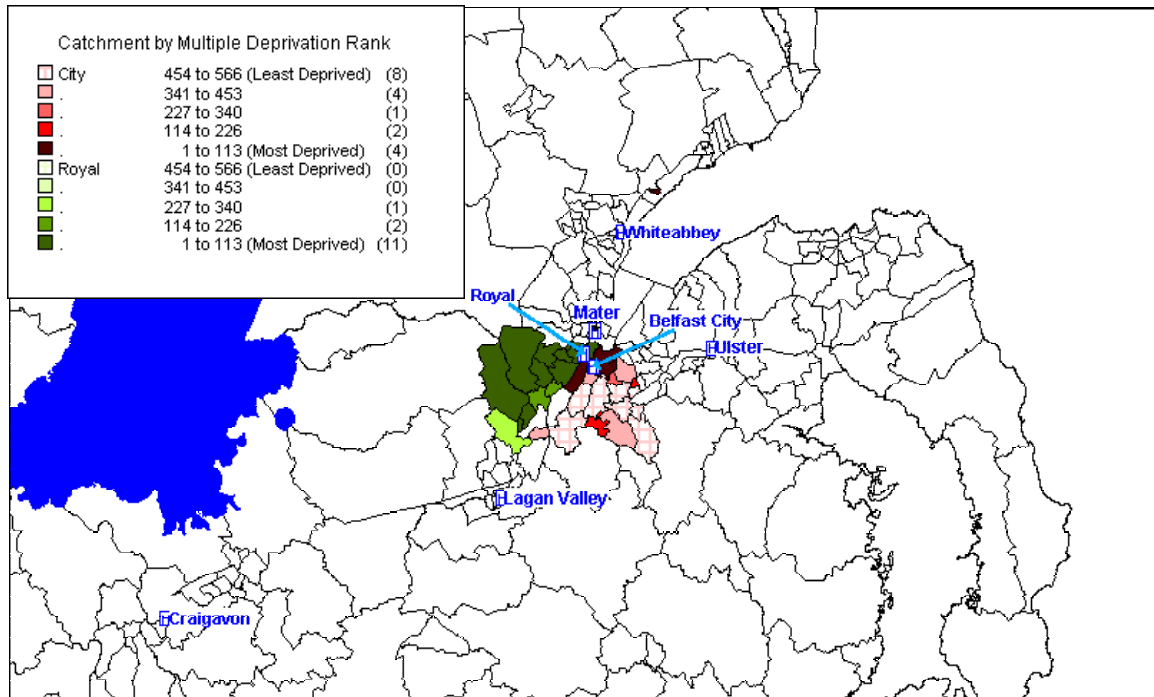 Catchment by Multiple Deprivation Rank
City 454 to 566 (Least Deprived) (8)
. 341 to 453 (4)
. 227 to 340 (1)
. 114 to 226 (2)
. 1 to 113 (Most Deprived) (4)
Royal 454 to 566 (Least Deprived) (0)
. 341 to 453 (0)
. 227 to 340 (1)
. 114 to 226 (2)
. 1 to 113 (Most Deprived) (11)
H Whiteabbey
Royal
Mater
H
Belfast City
H
H
H Ulster
H Lagan Valley
H Craigavon